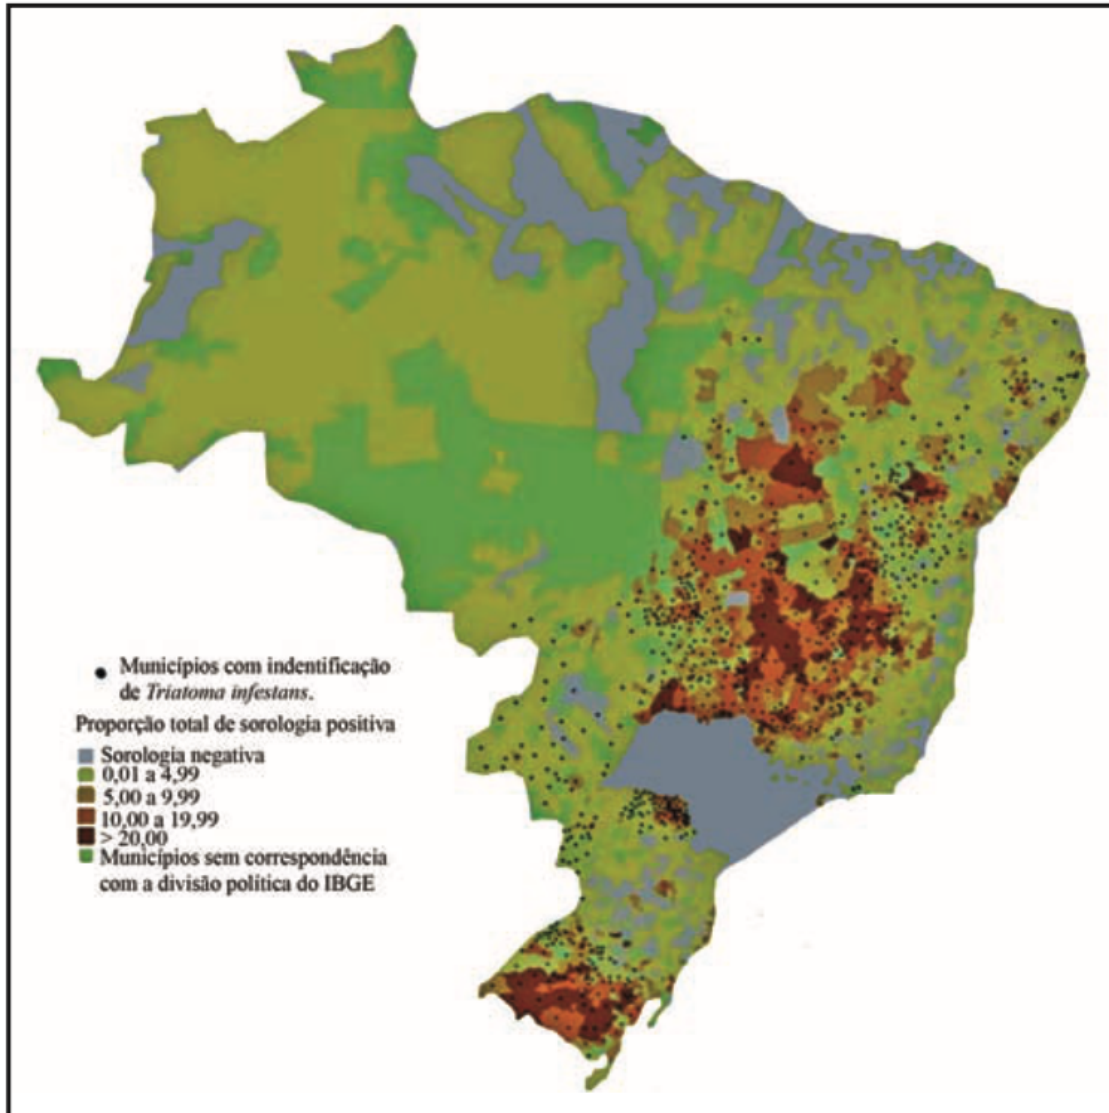 Municípios com indentificação
de Triatoma infestans.
Proporção total de sorologia positiva
Sorologia negativa
0,01 a 4,99
5,00 a 9,99
10,00 a 19,99
> 20,00
Municípios sem correspondência
com a divisão política do IBGE